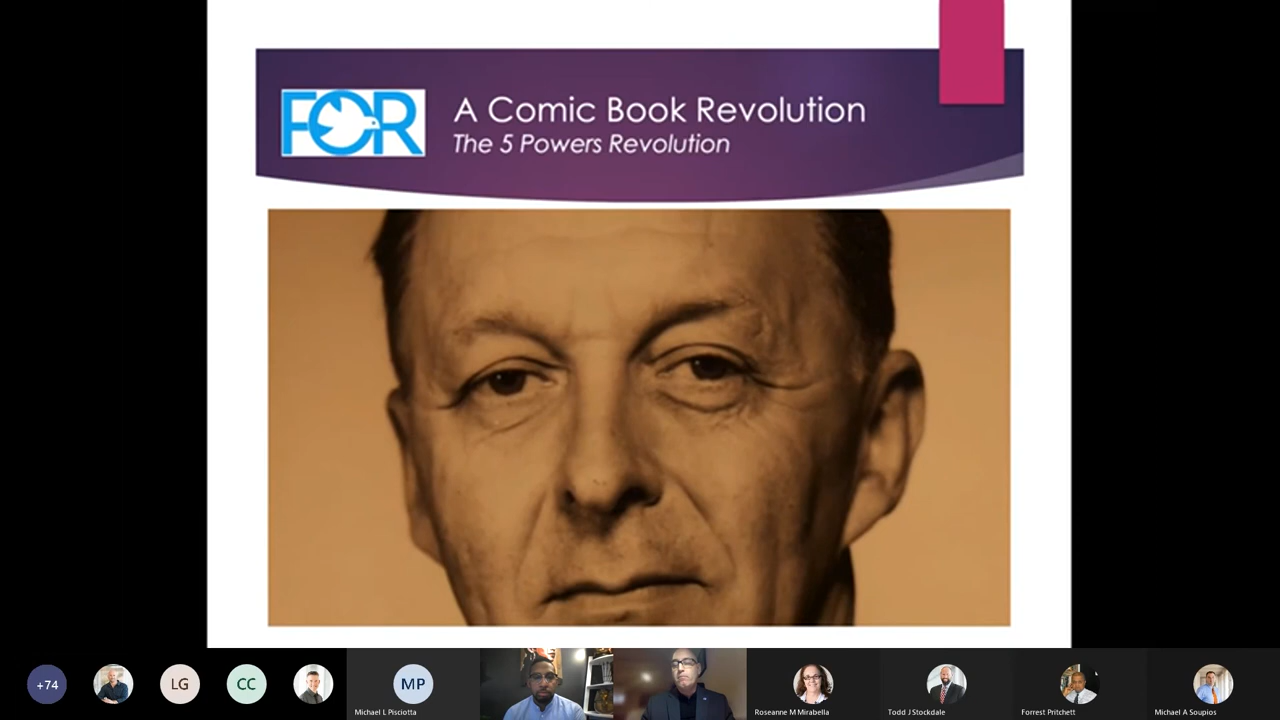 FOR
A Comic Book Revolution
The 5 Powers Revolution
+74
LG
CC
MP
Michael L Pisciotta
Roseanne M Mirabella
Todd J Stockdale
Forrest Pritchett
Michael A Soupios